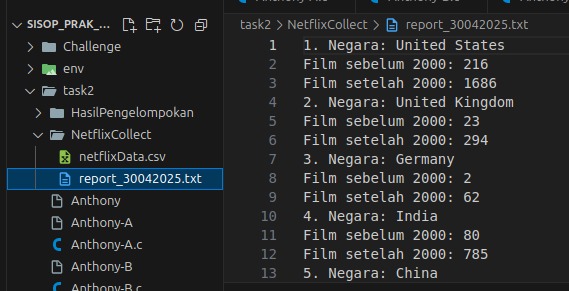 SISOP_PRAK_...
Challenge
env
task2
HasilPengelompokan
NetflixCollect
netflixData.csv
report_30042025.txt
Anthony
Anthony-A
Anthony-A.c
Anthony-B
Anthony-B.c
task2 > NetflixCollect > report_30042025.txt
1 1. Negara: United States
2 Film sebelum 2000: 216
3 Film setelah 2000: 1686
4 2. Negara: United Kingdom
5 Film sebelum 2000: 23
6 Film setelah 2000: 294
7 3. Negara: Germany
8 Film sebelum 2000: 2
9 Film setelah 2000: 62
10 4. Negara: India
11 Film sebelum 2000: 80
12 Film setelah 2000: 785
13 5. Negara: China